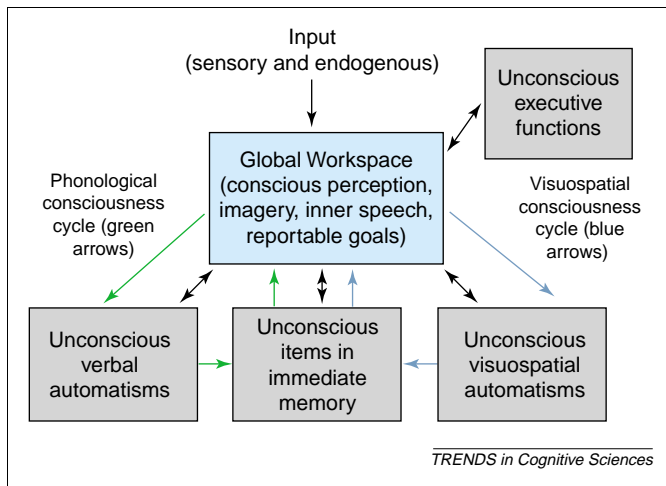 Input
(sensory and endogenous)
Unconscious
executive
functions
Global Workspace
(conscious perception,
imagery, inner speech,
reportable goals)
Phonological
consciousness
cycle (green
arrows)
Visuospatial
consciousness
cycle (blue
arrows)
Unconscious
verbal
automatisms
Unconscious
items in
immediate
memory
Unconscious
visuospatial
automatisms
TRENDS in Cognitive Sciences